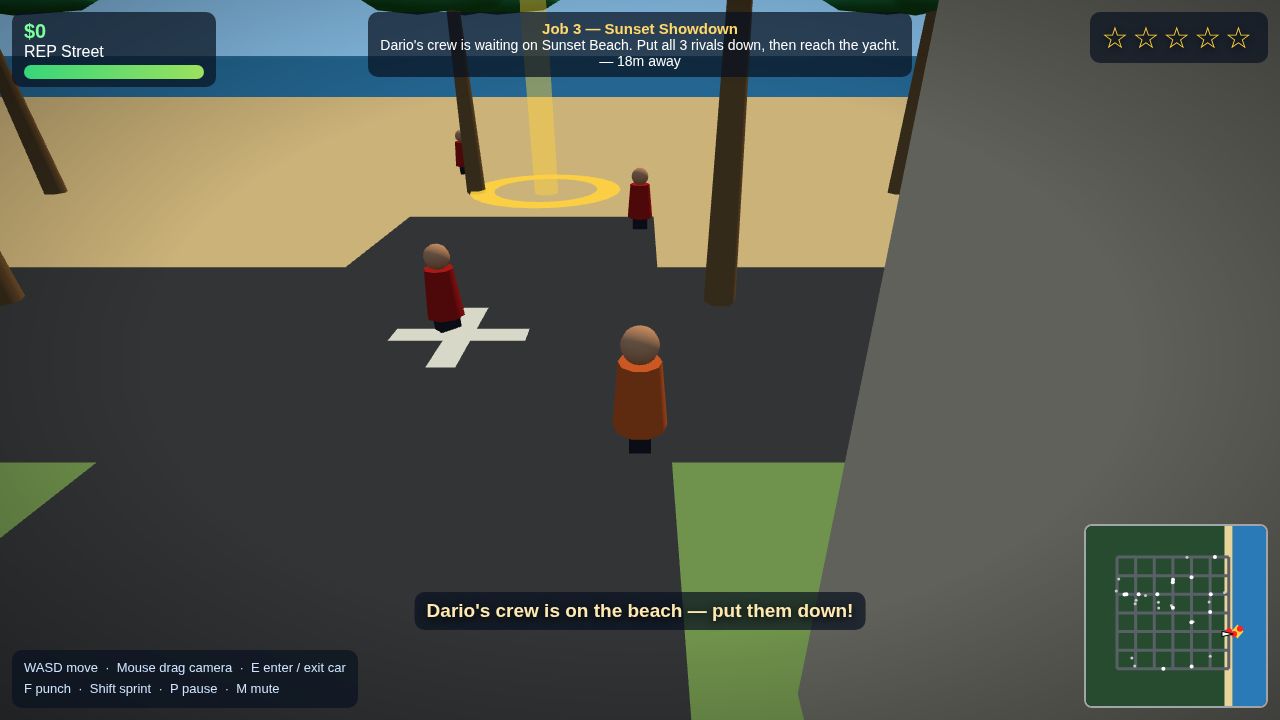 $0
REP Street
Job 3 — Sunset Showdown
Dario's crew is waiting on Sunset Beach. Put all 3 rivals down, then reach the yacht.
— 18m away
☆ ☆ ☆ ☆ ☆
Dario's crew is on the beach — put them down!
WASD move · Mouse drag camera · E enter / exit car
F punch · Shift sprint · P pause · M mute